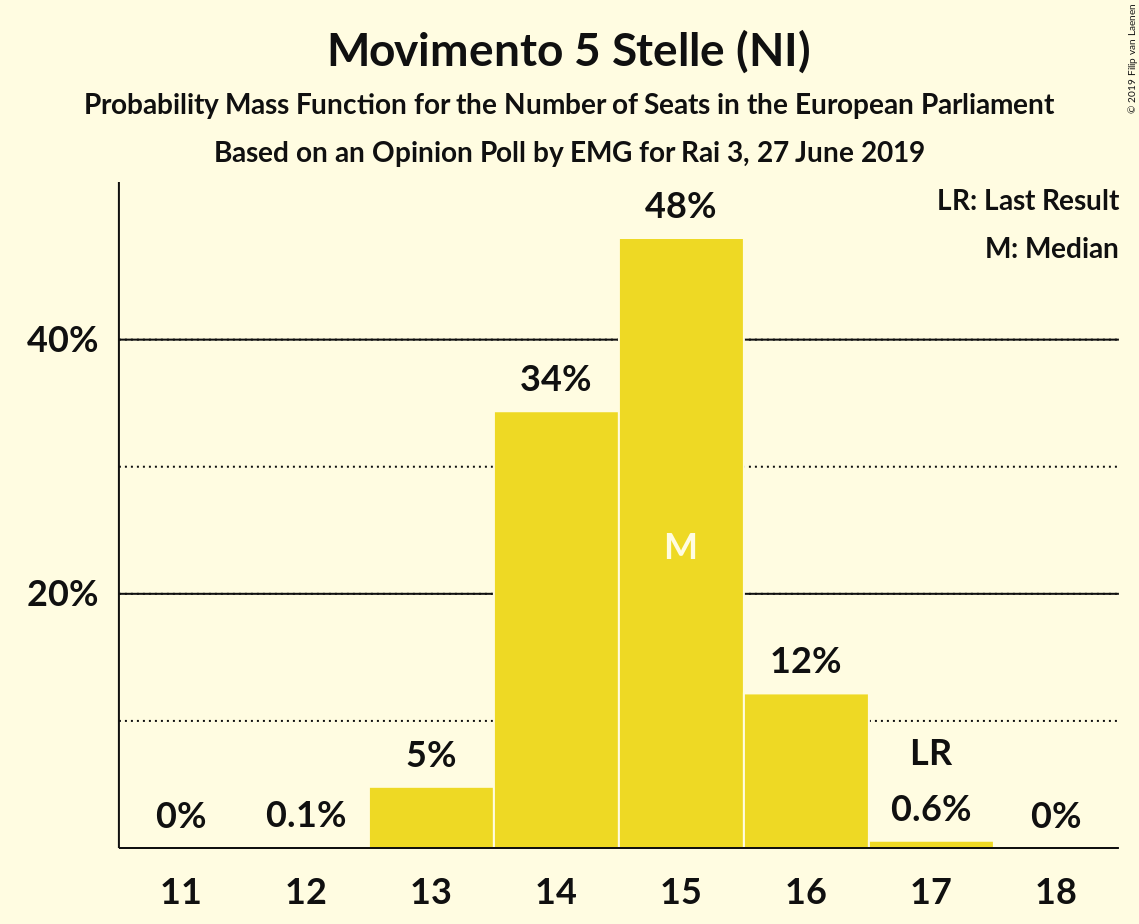 Movimento 5 Stelle (NI)
Probability Mass Function for the Number of Seats in the European Parliament
Based on an Opinion Poll by EMG for Rai 3, 27 June 2019
© 2019 Filip van Laenen
LR: Last Result
M: Median
40%
20%
0%
0.1%
5%
34%
48%
M
12%
LR
0.6%
0%
11 12 13 14 15 16 17 18